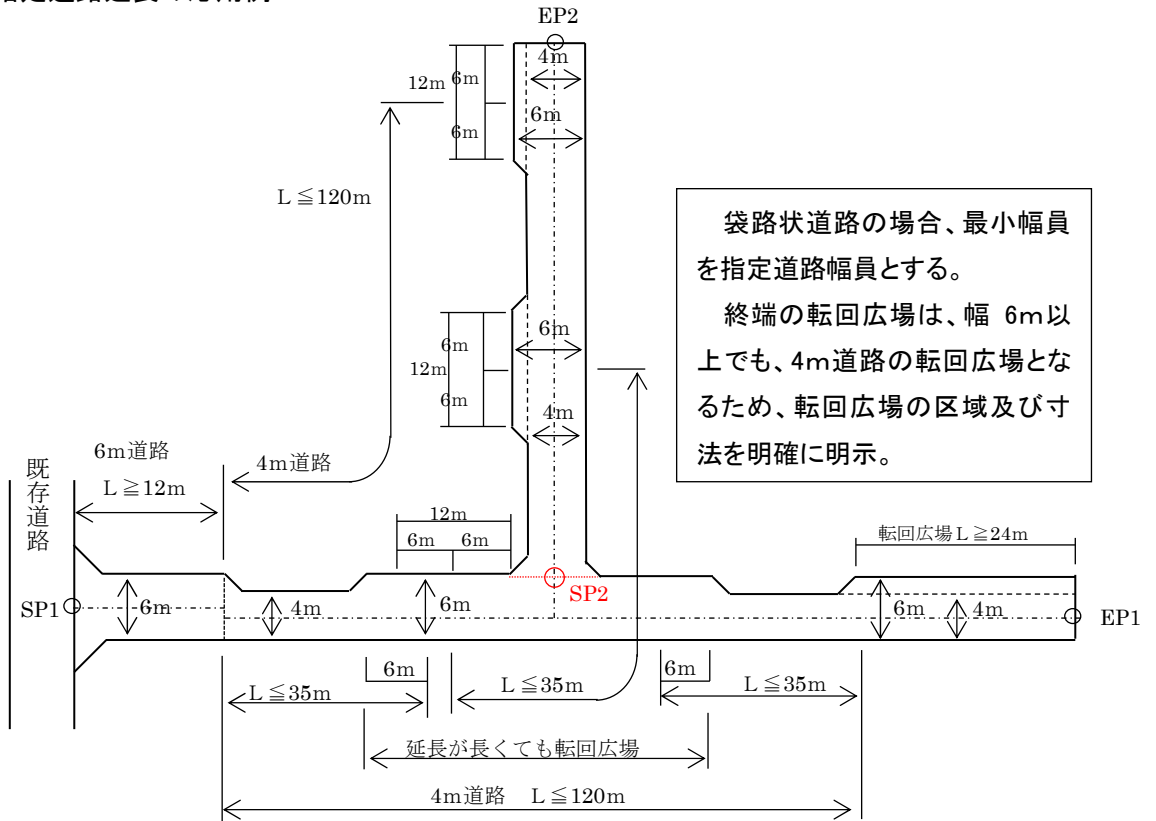 EP2
4m
12m
6m
6m
6m
L≦120m
袋路状道路の場合、最小幅員
を指定道路幅員とする。
終端の転回広場は、幅 6m以
上でも、4m道路の転回広場とな
るため、転回広場の区域及び寸
法を明確に明示。
6m
12m
6m
6m
4m
6m道路
4m道路
既存道路
L≧12m
12m
6m
6m
転回広場L≧24m
SP2
SP1
6m
4m
6m
6m
4m
EP1
6m
6m
L≦35m
L≦35m
L≦35m
延長が長くても転回広場
4m道路 L≦120m